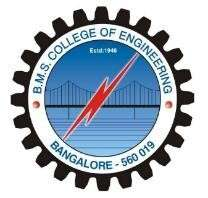 B.M.S. COLLEGE OF ENGINEERING
Estd:1946
BANGALORE - 560 019